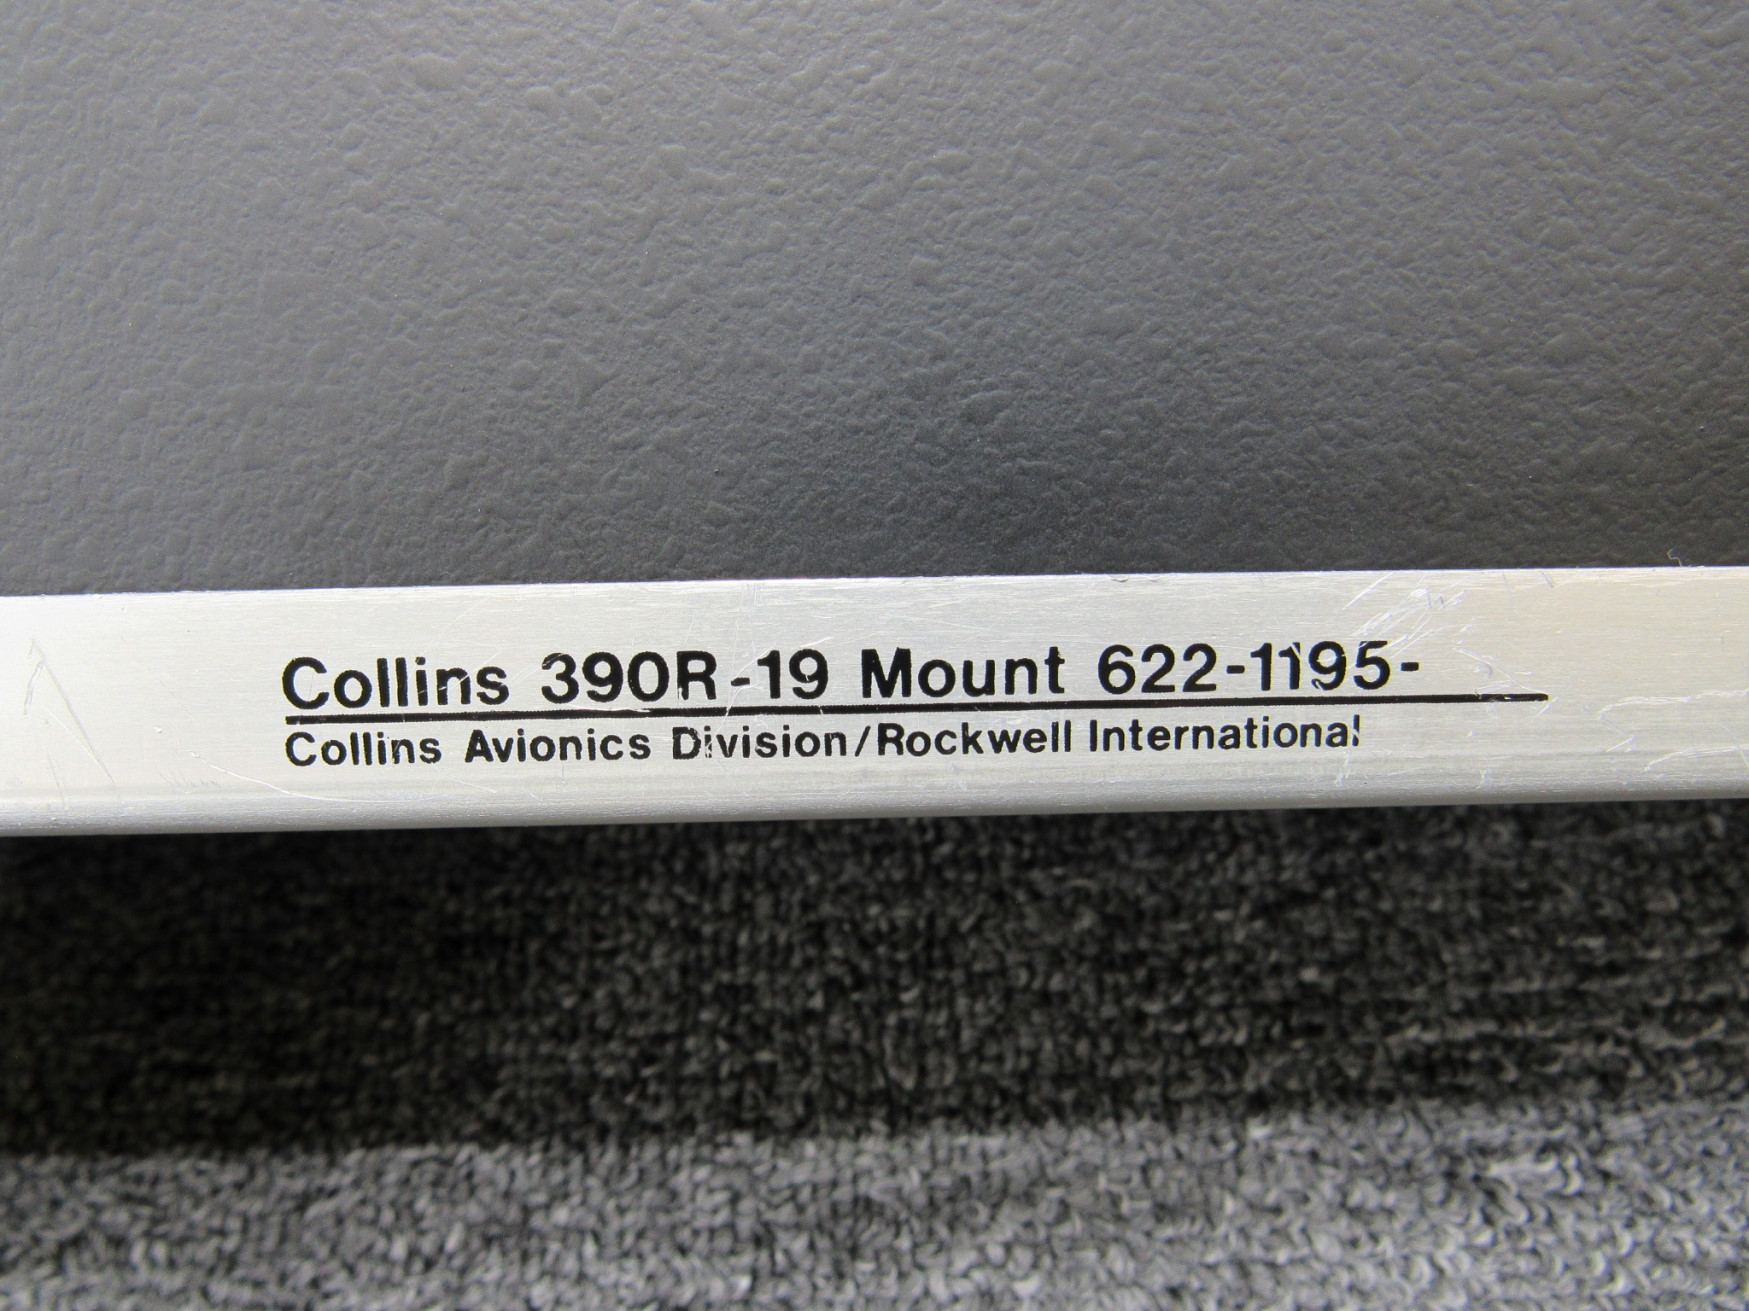 Collins 390R-19 Mount 622-1195-
Collins Avionics Division/Rockwell International